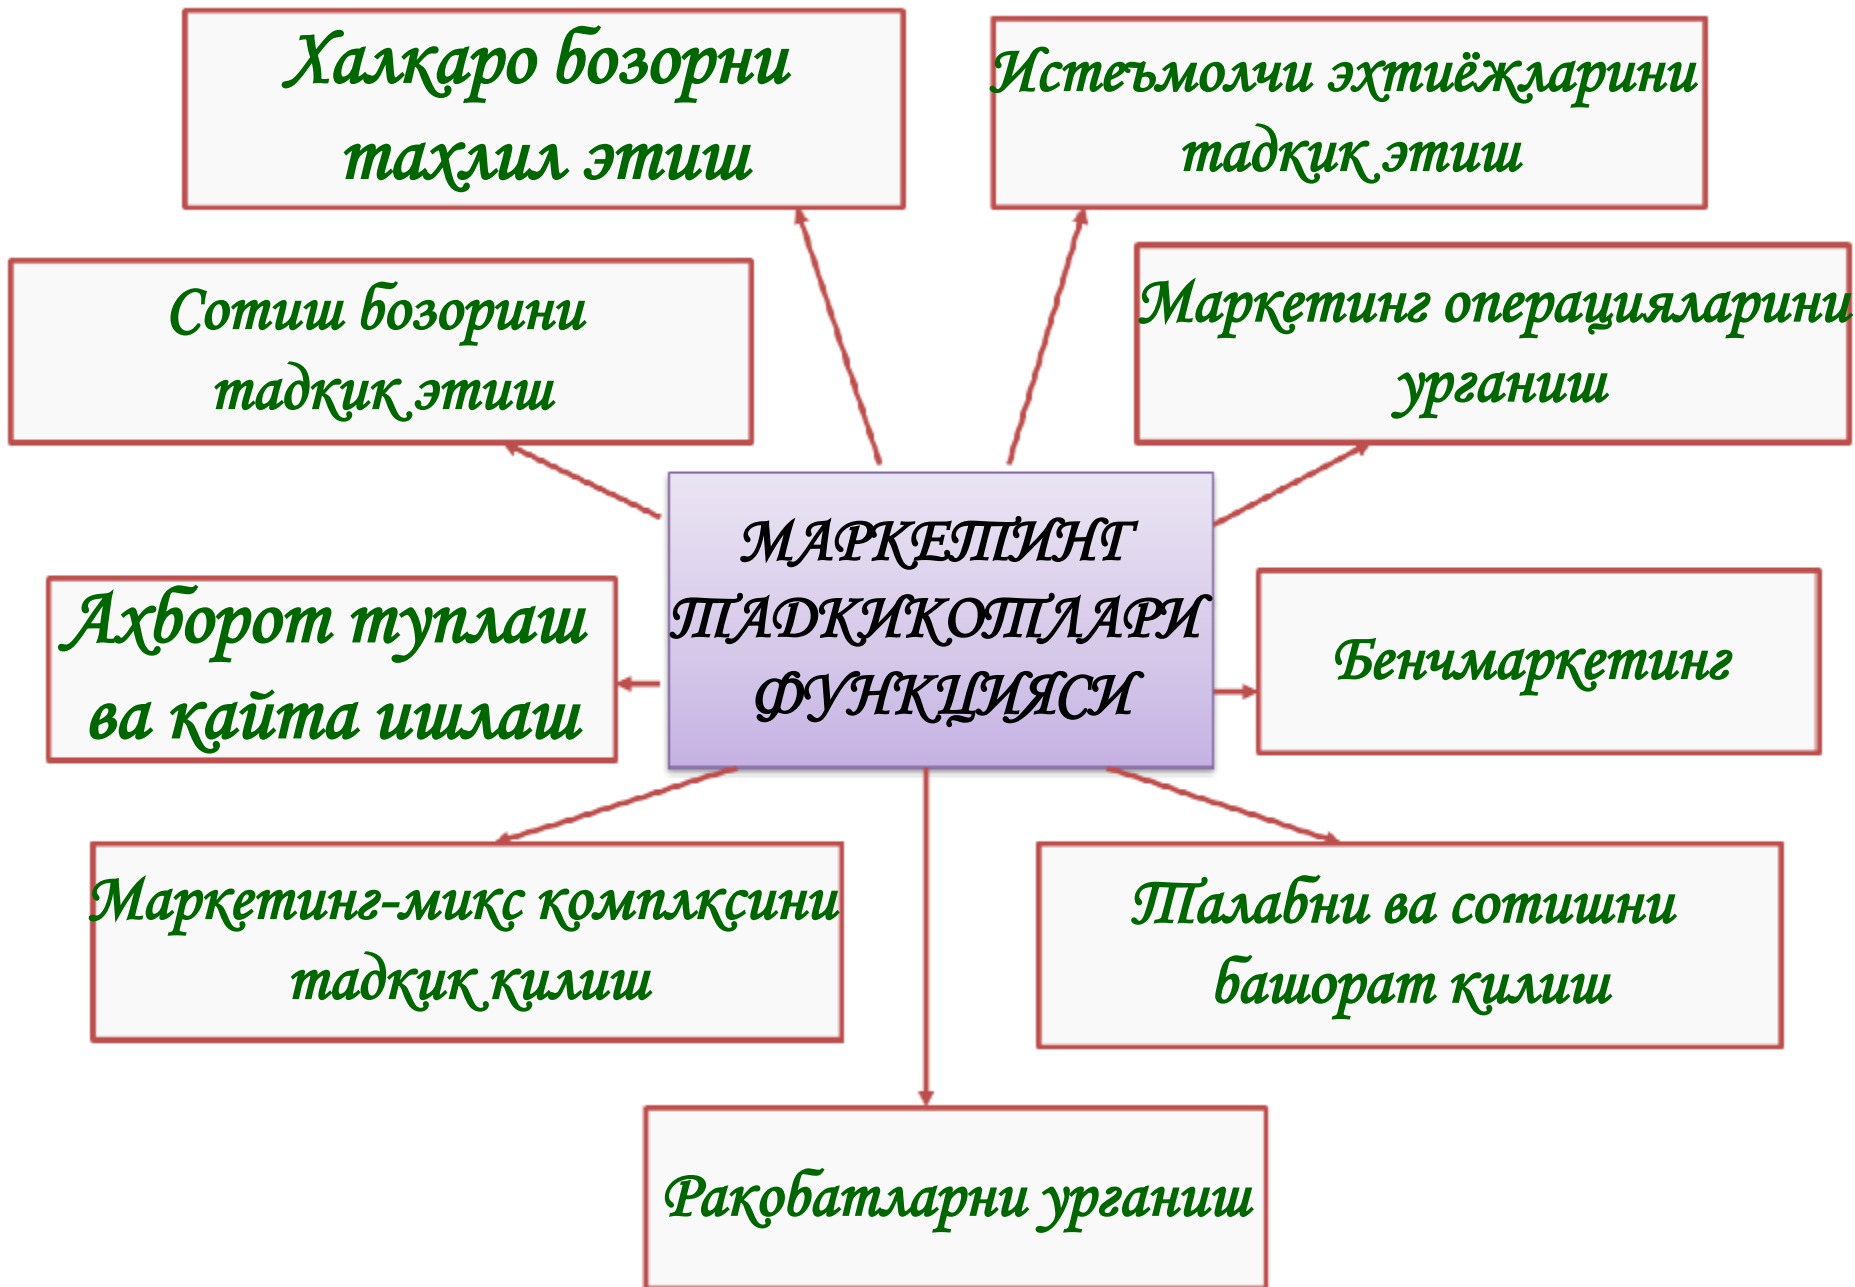 Халкаро бозорни
тахлил этиш
Истеъмолчи эхтиёжларини
тадкик этиш
Сотиш бозорини
тадкик этиш
Маркетинг операцияларини
урганиш
МАРКЕТИНГ
ТАДКИКОТЛАРИ
ФУНКЦИЯСИ
Ахборот туплаш
ва кайта ишлаш
Бенчмаркетинг
Маркетинг-микс комплксини
тадкик килиш
Талабни ва сотишни
башорат килиш
Ракобатларни урганиш